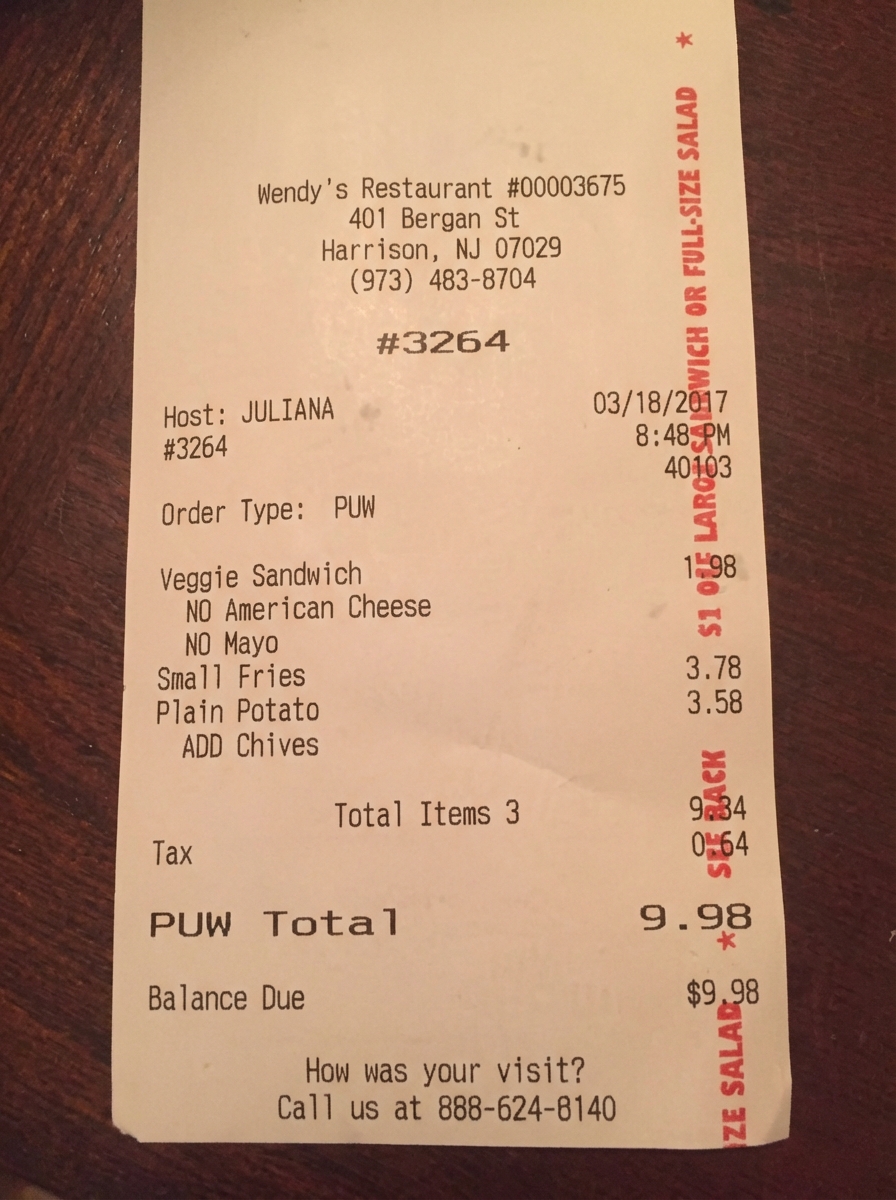 Wendy's Restaurant #00003675
401 Bergan St
Harrison, NJ 07029
(973) 483-8704
#3264
Host: JULIANA 03/18/2017
#3264 8:48 PM
40103
Order Type: PUW
Veggie Sandwich 1.98
NO American Cheese
NO Mayo
Small Fries 3.78
Plain Potato 3.58
ADD Chives
Total Items 3 9.34
Tax 0.64
PUW Total 9.98
Balance Due $9.98
How was your visit?
Call us at 888-624-8140
IZE SALAD * SEE BACK $1 OFF LARGE SANDWICH OR FULL-SIZE SALAD *